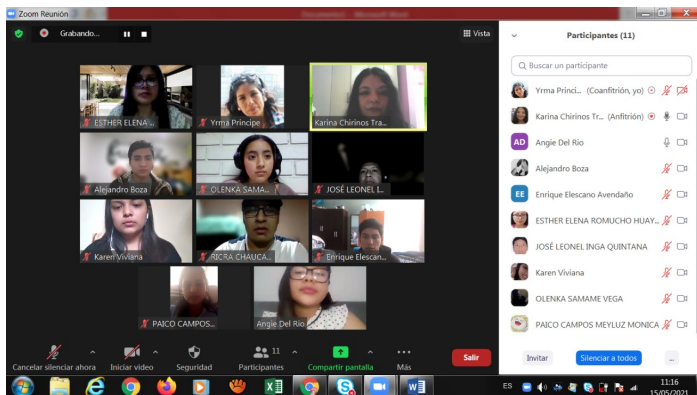 Zoom Reunión
Grabando...
Vista
ESTHER ELENA ...
Yrma Principe
Karina Chirinos Tra...
Alejandro Boza
OLENKA SAMA...
JOSÉ LEONEL I...
Karen Viviana
RICRA CHAUCA...
Enrique Elescan...
PAICO CAMPOS...
Angie Del Rio
Cancelar silenciar ahora
Iniciar video
Seguridad
11
Participantes
Compartir pantalla
Más
Salir
Participantes (11)
Buscar un participante
Yrma Princi... (Coanfitrión, yo)
Karina Chirinos Tr... (Anfitrión)
AD Angie Del Rio
Alejandro Boza
EE Enrique Elescano Avendaño
ESTHER ELENA ROMUCHO HUAY...
JOSÉ LEONEL INGA QUINTANA
Karen Viviana
OLENKA SAMAME VEGA
PAICO CAMPOS MEYLUZ MONICA
Invitar
Silenciar a todos
...
ES
11:16
15/05/2021